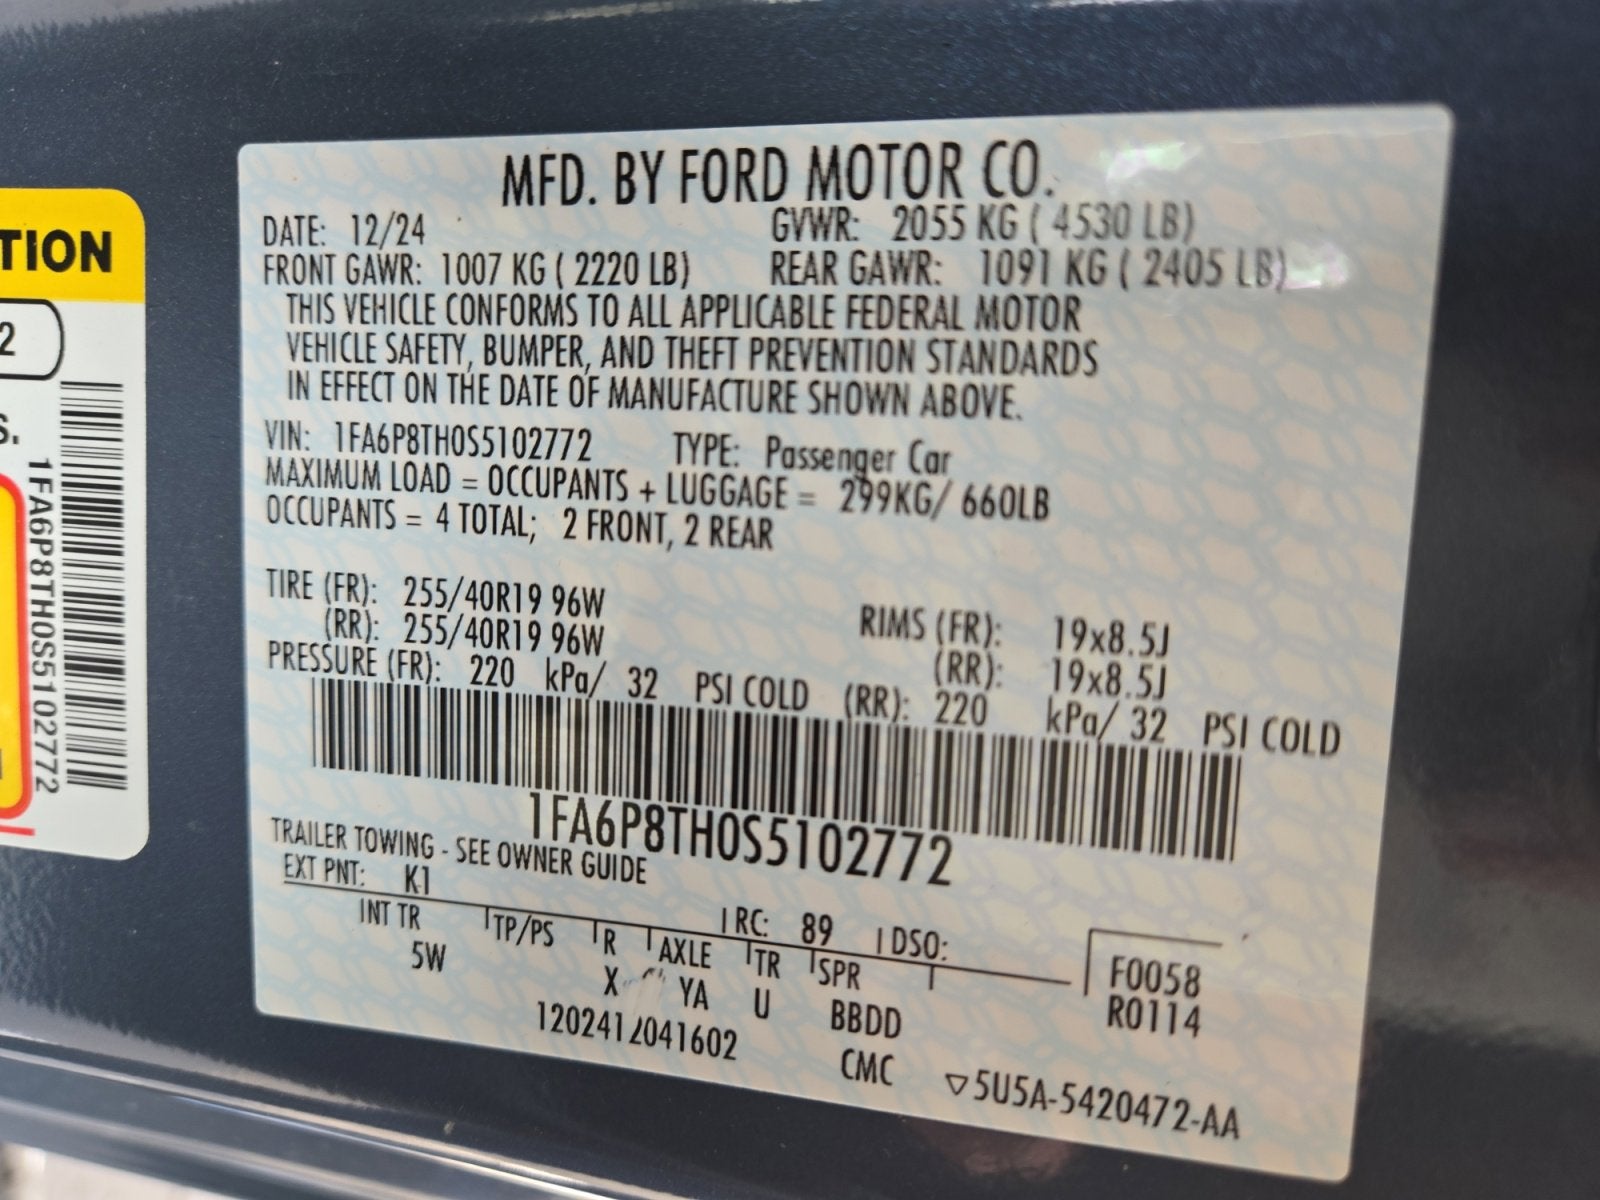 TION
2
S.
1FA6P8TH0S5102772
MFD. BY FORD MOTOR CO.
DATE: 12/24 GVWR: 2055 KG ( 4530 LB)
FRONT GAWR: 1007 KG ( 2220 LB) REAR GAWR: 1091 KG ( 2405 LB)
THIS VEHICLE CONFORMS TO ALL APPLICABLE FEDERAL MOTOR
VEHICLE SAFETY, BUMPER, AND THEFT PREVENTION STANDARDS
IN EFFECT ON THE DATE OF MANUFACTURE SHOWN ABOVE.
VIN: 1FA6P8TH0S5102772 TYPE: Passenger Car
MAXIMUM LOAD = OCCUPANTS + LUGGAGE = 299KG/ 660LB
OCCUPANTS = 4 TOTAL; 2 FRONT, 2 REAR
TIRE (FR): 255/40R19 96W RIMS (FR): 19x8.5J
(RR): 255/40R19 96W (RR): 19x8.5J
PRESSURE (FR): 220 kPa/ 32 PSI COLD (RR): 220 kPa/ 32 PSI COLD
1FA6P8TH0S5102772
TRAILER TOWING - SEE OWNER GUIDE
EXT PNT: K1 RC: 89 DSO:
INT TR TP/PS R AXLE TR SPR F0058
5W X YA U BBDD R0114
1202412041602 CMC ▽5U5A-5420472-AA